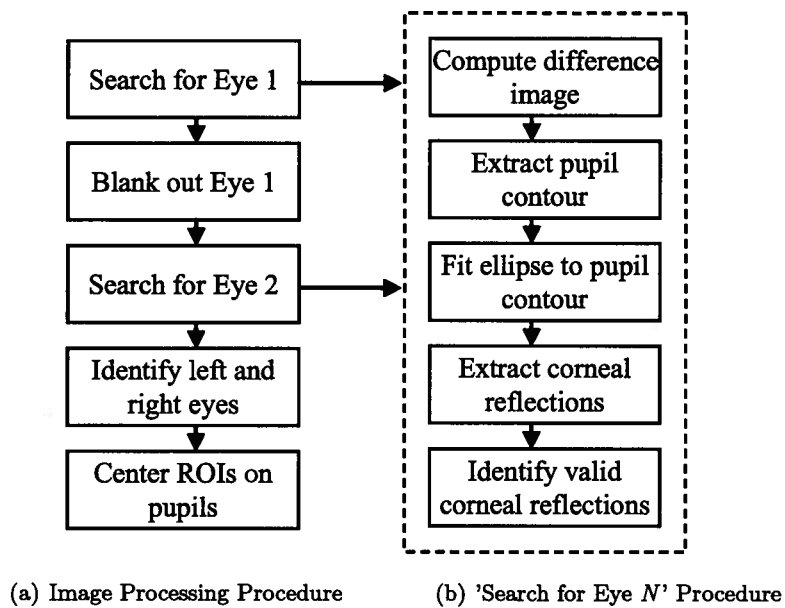 Search for Eye 1
Blank out Eye 1
Search for Eye 2
Identify left and
right eyes
Center ROIs on
pupils
Compute difference
image
Extract pupil
contour
Fit ellipse to pupil
contour
Extract corneal
reflections
Identify valid
corneal reflections
(a) Image Processing Procedure
(b) 'Search for Eye N' Procedure